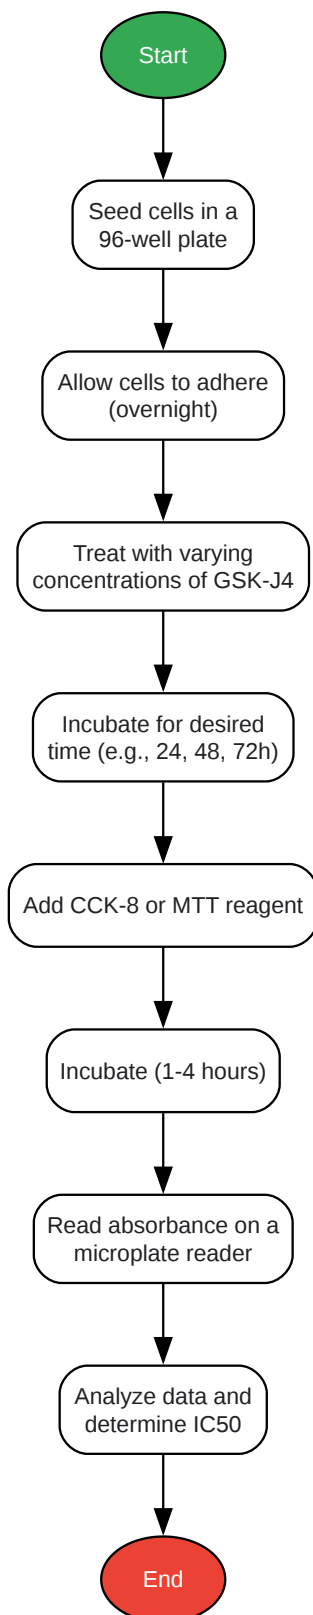 Start
Seed cells in a
96-well plate
Allow cells to adhere
(overnight)
Treat with varying
concentrations of GSK-J4
Incubate for desired
time (e.g., 24, 48, 72h)
Add CCK-8 or MTT reagent
Incubate (1-4 hours)
Read absorbance on a
microplate reader
Analyze data and
determine IC50
End